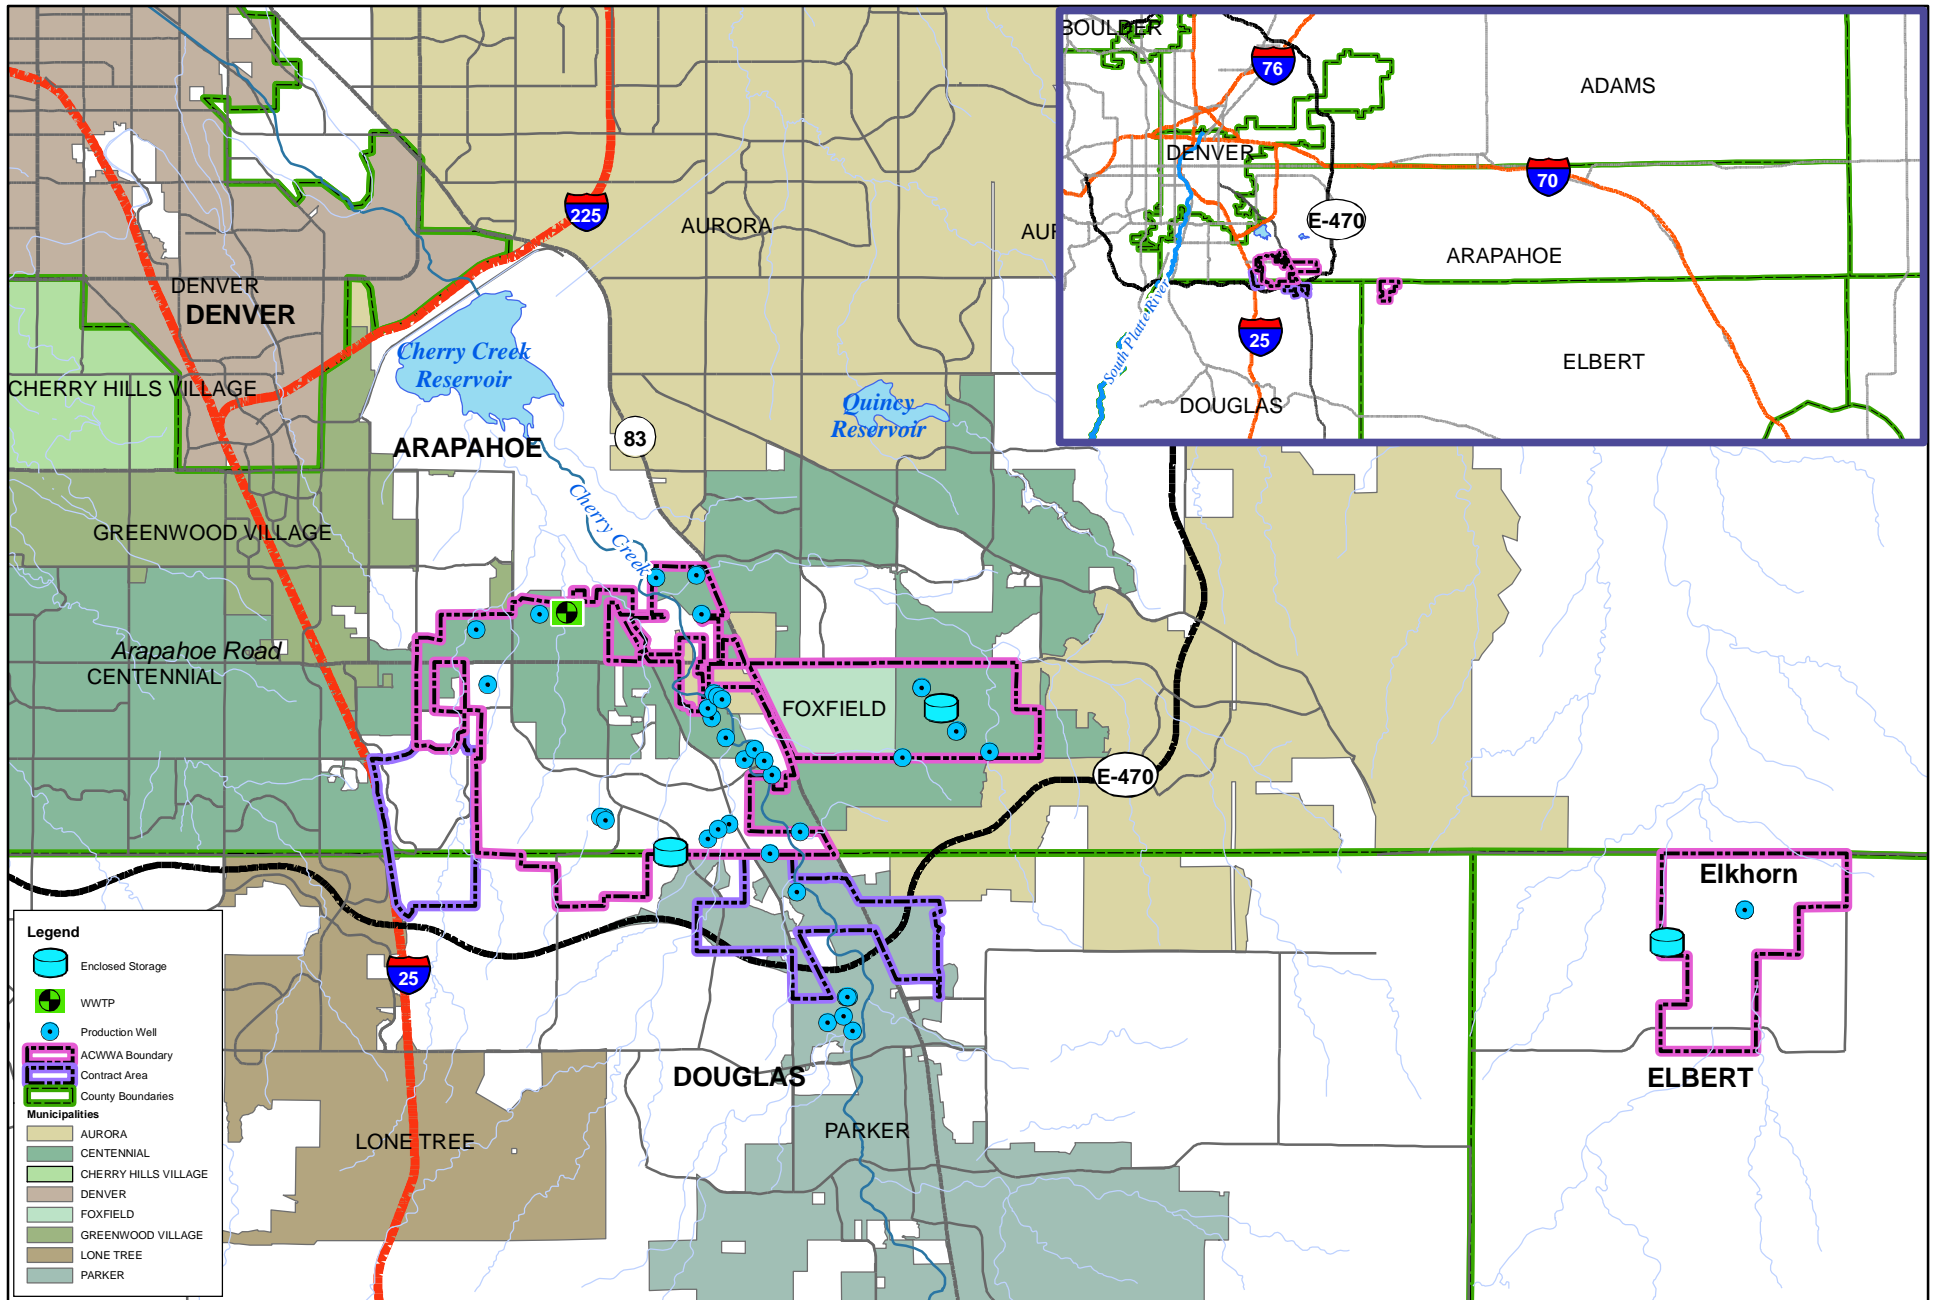 BOULDER
76
ADAMS
DENVER
70
E-470
ARAPAHOE
South Platte River
25
ELBERT
DOUGLAS
225
AURORA
AUR
DENVER
DENVER
Cherry Creek
Reservoir
CHERRY HILLS VILLAGE
Quincy
Reservoir
83
ARAPAHOE
Cherry Creek
GREENWOOD VILLAGE
Arapahoe Road
CENTENNIAL
FOXFIELD
E-470
Elkhorn
25
DOUGLAS
ELBERT
PARKER
LONE TREE
Legend
Enclosed Storage
WWTP
Production Well
ACWWA Boundary
Contract Area
County Boundaries
Municipalities
AURORA
CENTENNIAL
CHERRY HILLS VILLAGE
DENVER
FOXFIELD
GREENWOOD VILLAGE
LONE TREE
PARKER